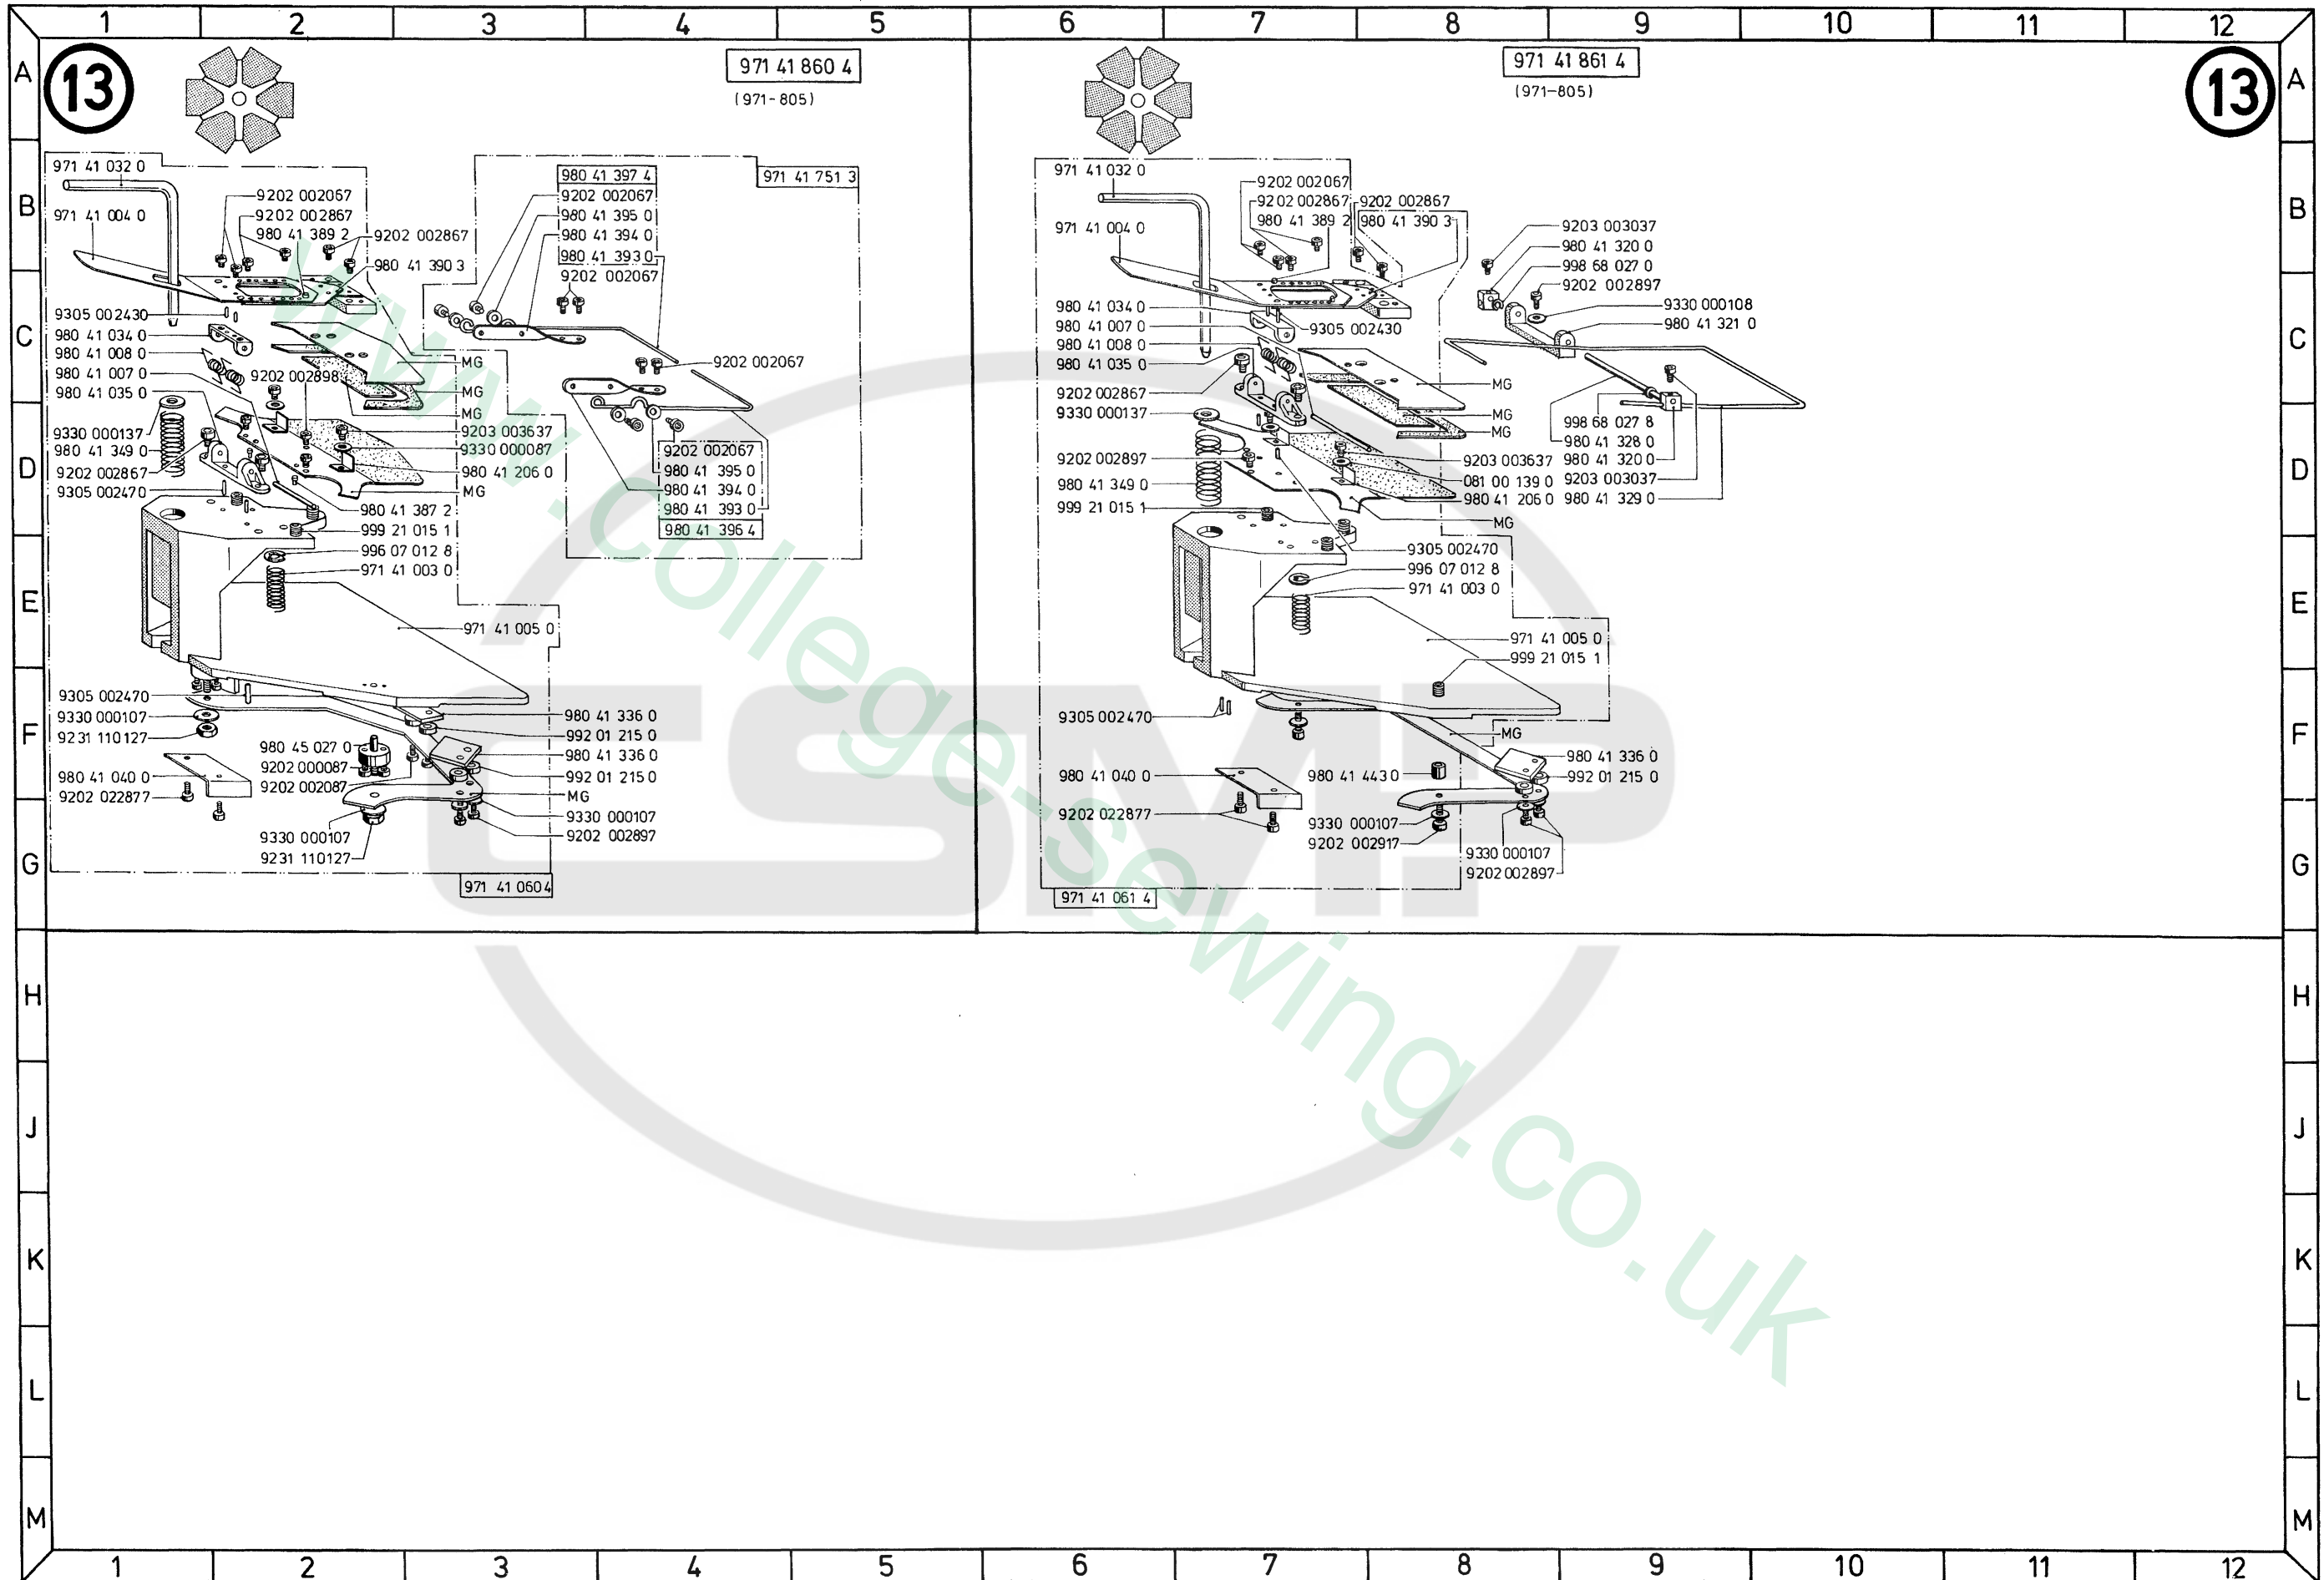 1 2 3 4 5 6 7 8 9 10 11 12
A A
13
971 41 860 4
(971-805)
971 41 861 4
(971-805)
13
B B
971 41 032 0
971 41 004 0
9202 002067
9202 002867
980 41 389 2
9202 002867
980 41 390 3
980 41 397 4
9202 002067
980 41 395 0
980 41 394 0
980 41 393 0
9202 002067
971 41 751 3
C C
9305 002430
980 41 034 0
980 41 008 0
980 41 007 0
980 41 035 0
9202 002898
MG
MG
MG
9202 002067
D D
9330 000137
980 41 349 0
9202 002867
9305 002470
9203 003637
9330 000087
980 41 206 0
MG
980 41 387 2
999 21 015 1
996 07 012 8
971 41 003 0
9202 002067
980 41 395 0
980 41 394 0
980 41 393 0
980 41 396 4
E E
971 41 005 0
F F
9305 002470
9330 000107
9231 110127
980 41 040 0
9202 022877
980 45 027 0
9202 000087
9202 002087
980 41 336 0
992 01 215 0
980 41 336 0
992 01 215 0
MG
9330 000107
9202 002897
G G
9330 000107
9231 110127
971 41 060 4
971 41 032 0
971 41 004 0
9202 002067
9202 002867
980 41 389 2
9202 002867
980 41 390 3
9203 003037
980 41 320 0
998 68 027 0
9202 002897
9330 000108
980 41 321 0
980 41 034 0
980 41 007 0
980 41 008 0
980 41 035 0
9305 002430
9202 002867
9330 000137
MG
MG
MG
998 68 027 8
980 41 328 0
980 41 320 0
9203 003037
980 41 329 0
9202 002897
980 41 349 0
999 21 015 1
9203 003637
081 00 139 0
980 41 206 0
MG
9305 002470
996 07 012 8
971 41 003 0
971 41 005 0
999 21 015 1
9305 002470
MG
980 41 336 0
992 01 215 0
980 41 040 0
9202 022877
980 41 443 0
9330 000107
9202 002917
9330 000107
9202 002897
971 41 061 4
H H
J J
K K
L L
M M
1 2 3 4 5 6 7 8 9 10 11 12
CSMP
www.college-sewing.co.uk